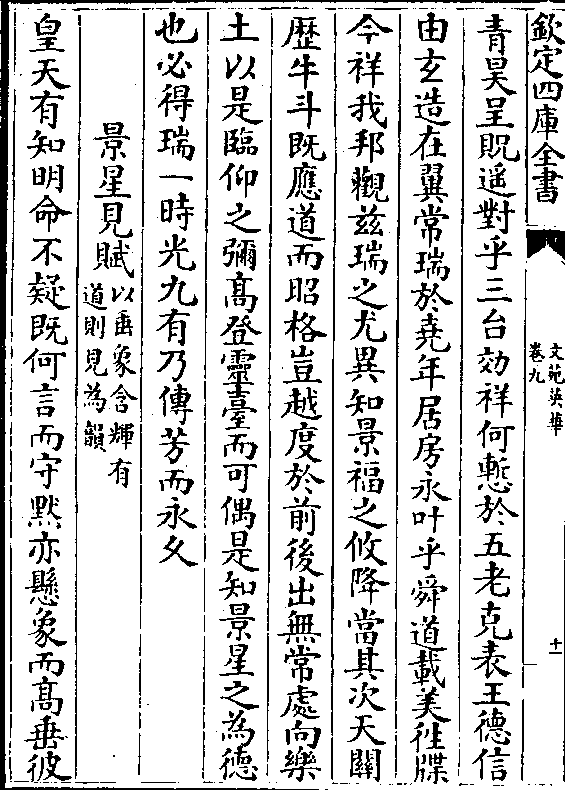 欽定四庫全書
文苑英華
卷九
十一
青昊呈貺遥對乎三台効祥何慙於五老克表王德信
由玄造在翼常瑞於堯年居房永叶乎舜道載美徃牒
今祥我邦觀兹瑞之尤異知景福之攸降當其次天關
歴牛斗既應道而昭格豈越度於前後出無常處向樂
土以是臨仰之彌高登靈臺而可偶是知景星之為德
也必得瑞一時光九有乃傳芳而永久
景星見賦以垂象含輝有道則見為韻
皇天有知明命不疑既何言而守默亦懸象而高垂彼